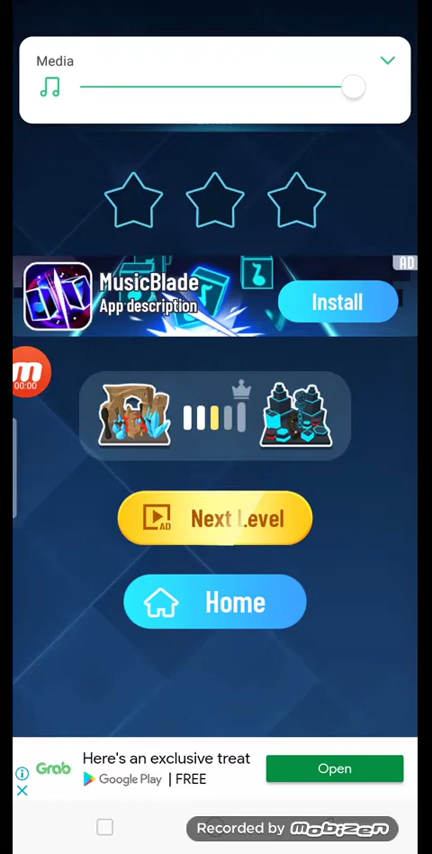 Media
AD
MusicBlade
App description
Install
00:00
AD
Next Level
Home
Grab
Here's an exclusive treat
Google Play | FREE
Open
Recorded by MOBIZEN